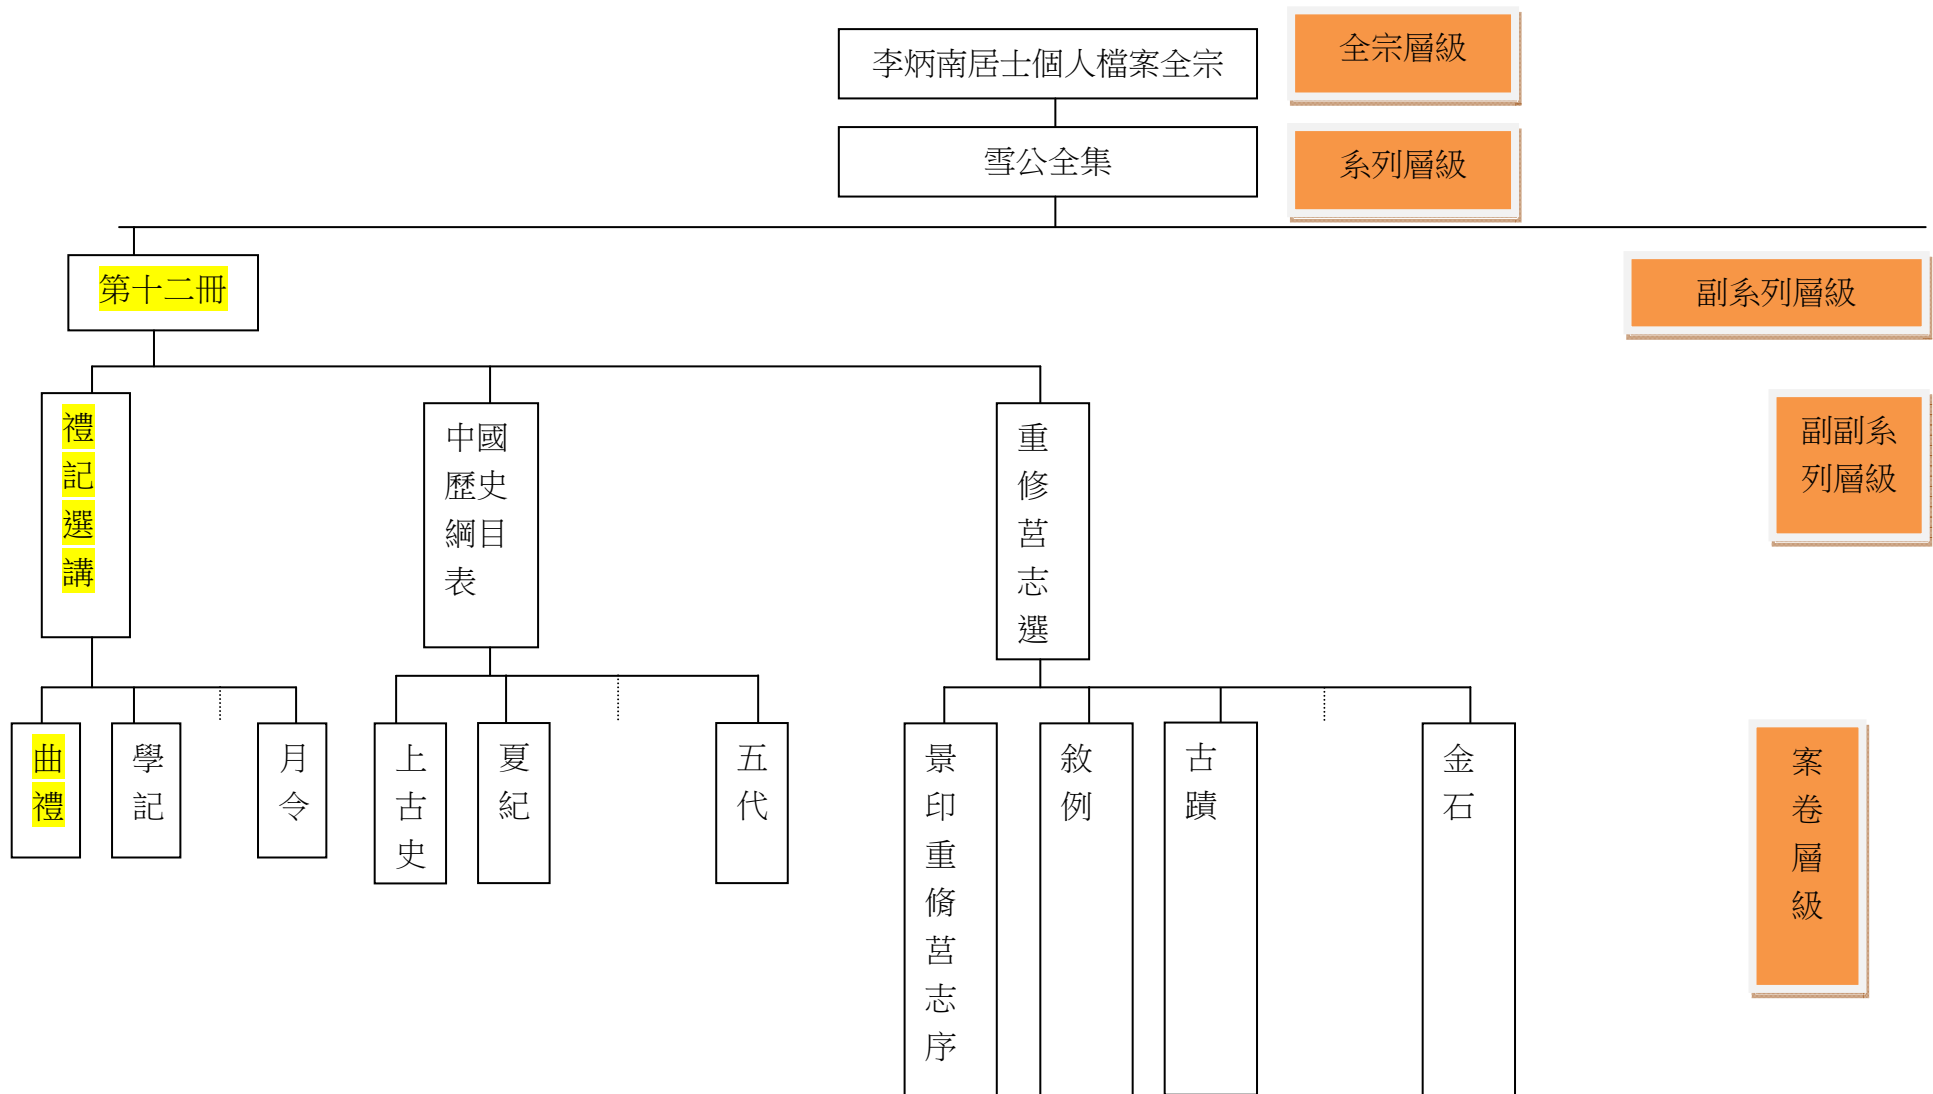 李炳南居士個人檔案全宗
全宗層級
雪公全集
系列層級
第十二冊
副系列層級
禮記選講
中國
歷史
綱目
表
重修莒志選
副副系
列層級
曲禮
學記
月令
上古史
夏紀
五代
景印重脩莒志序
敘例
古蹟
金石
案卷層級